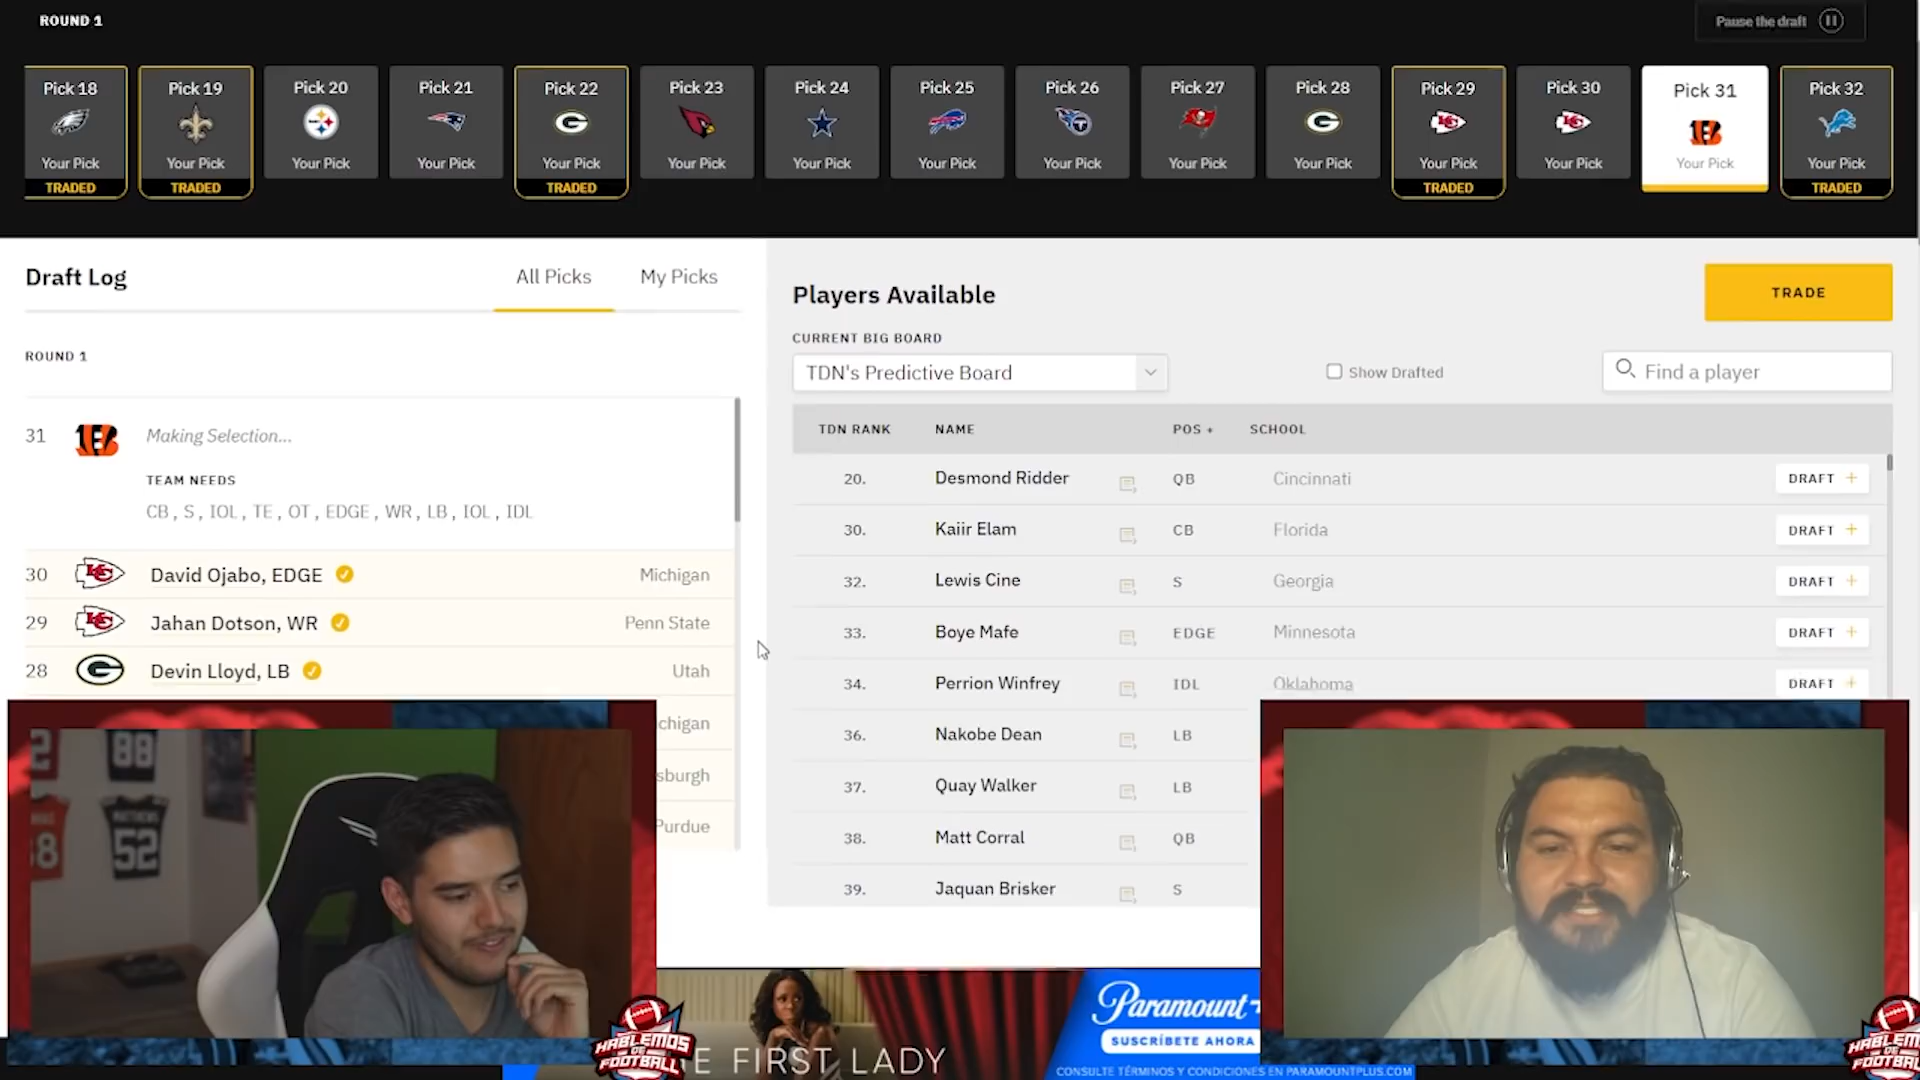 ROUND 1
Pause the draft
Pick 18
Your Pick
TRADED
Pick 19
Your Pick
TRADED
Pick 20
Your Pick
Pick 21
Your Pick
Pick 22
Your Pick
TRADED
Pick 23
Your Pick
Pick 24
Your Pick
Pick 25
Your Pick
Pick 26
Your Pick
Pick 27
Your Pick
Pick 28
Your Pick
Pick 29
Your Pick
TRADED
Pick 30
Your Pick
Pick 31
Your Pick
Pick 32
Your Pick
TRADED
Draft Log
All Picks
My Picks
ROUND 1
31 Making Selection...
TEAM NEEDS
CB , S , IOL , TE , OT , EDGE , WR , LB , IOL , IDL
30 David Ojabo, EDGE Michigan
29 Jahan Dotson, WR Penn State
28 Devin Lloyd, LB Utah
chigan
sburgh
Purdue
Players Available
TRADE
CURRENT BIG BOARD
TDN's Predictive Board
Show Drafted
Find a player
TDN RANK NAME POS + SCHOOL
20. Desmond Ridder QB Cincinnati DRAFT +
30. Kaiir Elam CB Florida DRAFT +
32. Lewis Cine S Georgia DRAFT +
33. Boye Mafe EDGE Minnesota DRAFT +
34. Perrion Winfrey IDL Oklahoma DRAFT +
36. Nakobe Dean LB
37. Quay Walker LB
38. Matt Corral QB
39. Jaquan Brisker S
88
52
HABLEMOS
DE
FOOTBALL
E FIRST LADY
Paramount+
SUSCRÍBETE AHORA
CONSULTE TÉRMINOS Y CONDICIONES EN PARAMOUNTPLUS.COM
HABLEM
DE
FOOTBAL